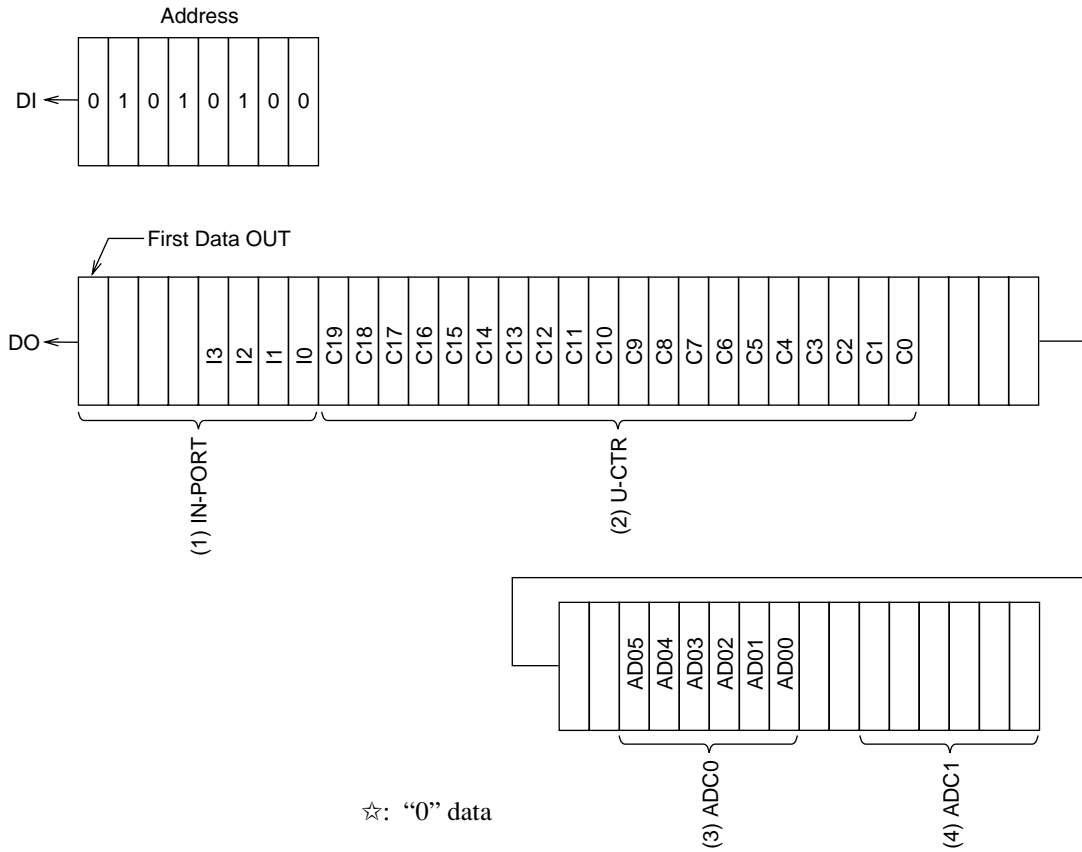 Address
DI
0 1 0 1 0 1 0 0
First Data OUT
DO
I3 I2 I1 I0 C19 C18 C17 C16 C15 C14 C13 C12 C11 C10 C9 C8 C7 C6 C5 C4 C3 C2 C1 C0
(1) IN-PORT
(2) U-CTR
AD05 AD04 AD03 AD02 AD01 AD00
(3) ADC0
(4) ADC1
☆: “0” data